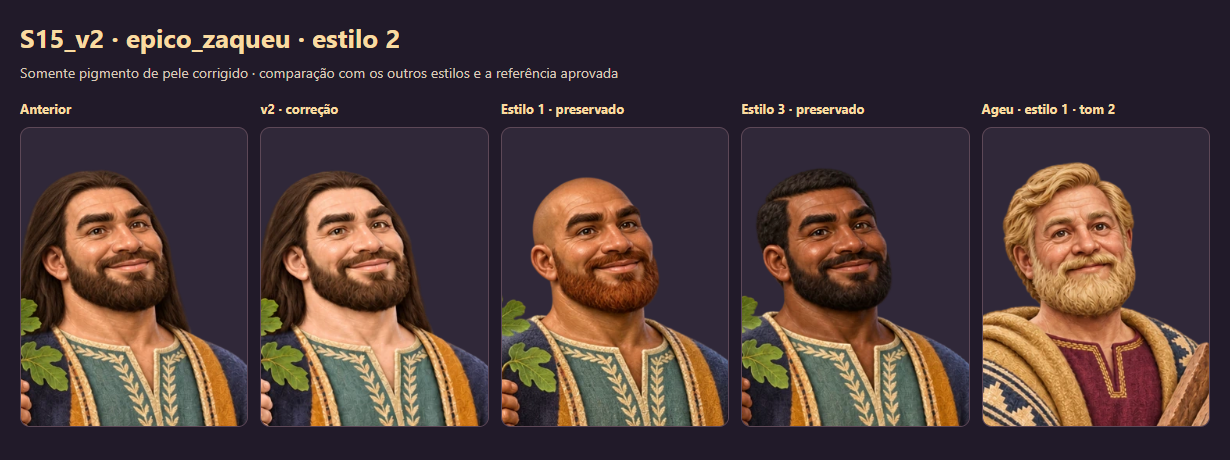 S15_v2 · epico_zaqueu · estilo 2
Somente pigmento de pele corrigido · comparação com os outros estilos e a referência aprovada
Anterior
v2 · correção
Estilo 1 · preservado
Estilo 3 · preservado
Ageu · estilo 1 · tom 2